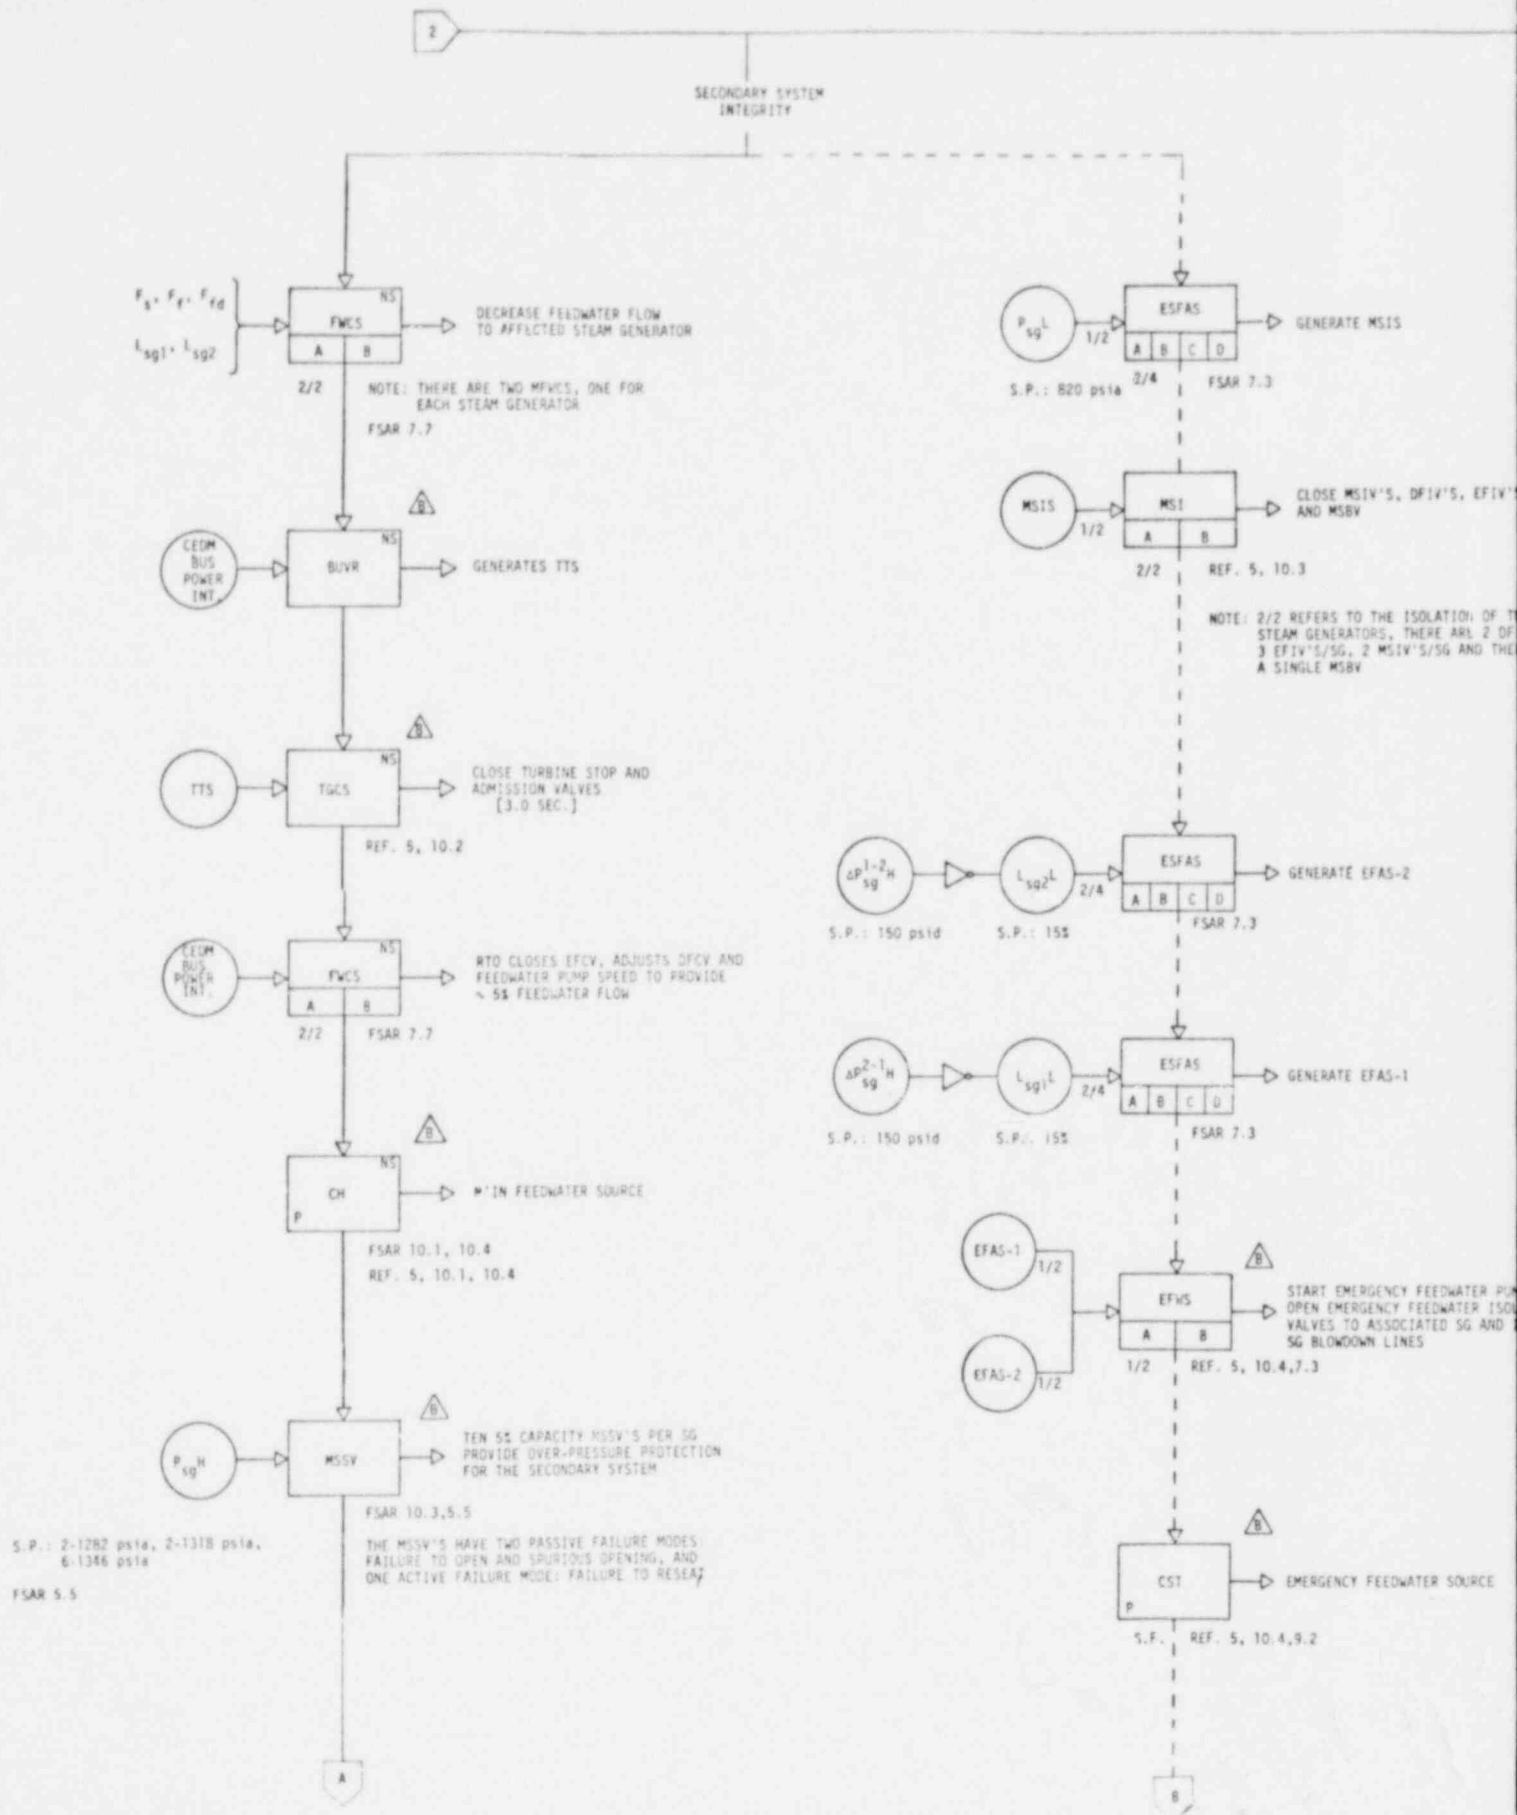 2
SECONDARY SYSTEM
INTEGRITY
Fs, Ff, Ffd
Lsg1, Lsg2
NS
FWCS
A B
DECREASE FEEDWATER FLOW
TO AFFECTED STEAM GENERATOR
2/2
NOTE: THERE ARE TWO MFWCS, ONE FOR
EACH STEAM GENERATOR
FSAR 7.7
CEDM
BUS
POWER
INT.
B
NS
BUVR
GENERATES TTS
TTS
B
NS
TGCS
CLOSE TURBINE STOP AND
ADMISSION VALVES
[3.0 SEC.]
REF. 5, 10.2
CEDM
BUS
POWER
INT.
NS
FWCS
A B
RTO CLOSES EFCV, ADJUSTS DFCV AND
FEEDWATER PUMP SPEED TO PROVIDE
~ 5% FEEDWATER FLOW
2/2 FSAR 7.7
B
NS
CH
P
M'IN FEEDWATER SOURCE
FSAR 10.1, 10.4
REF. 5, 10.1, 10.4
PsgH
B
MSSV
TEN 5% CAPACITY MSSV'S PER SG
PROVIDE OVER-PRESSURE PROTECTION
FOR THE SECONDARY SYSTEM
FSAR 10.3,5.5
S.P.: 2-1282 psia, 2-1318 psia,
6-1346 psia
FSAR 5.5
THE MSSV'S HAVE TWO PASSIVE FAILURE MODES:
FAILURE TO OPEN AND SPURIOUS OPENING, AND
ONE ACTIVE FAILURE MODE: FAILURE TO RESEAT
A
PsgL
1/2
ESFAS
A B C D
GENERATE MSIS
S.P.: 820 psia
2/4 FSAR 7.3
MSIS
1/2
MSI
A B
CLOSE MSIV'S, DFIV'S, EFIV'S
AND MSBV
2/2 REF. 5, 10.3
NOTE: 2/2 REFERS TO THE ISOLATION OF
STEAM GENERATORS, THERE ARE 2 DF
3 EFIV'S/SG, 2 MSIV'S/SG AND THE
A SINGLE MSBV
ΔPsg1-2H
Lsg2L
2/4
ESFAS
A B C D
GENERATE EFAS-2
S.P.: 150 psid
S.P.: 15%
FSAR 7.3
ΔPsg2-1H
Lsg1L
2/4
ESFAS
A B C D
GENERATE EFAS-1
S.P.: 150 psid
S.P.: 15%
FSAR 7.3
EFAS-1
1/2
EFAS-2
1/2
B
EFWS
A B
START EMERGENCY FEEDWATER PU
OPEN EMERGENCY FEEDWATER ISO
VALVES TO ASSOCIATED SG AND
SG BLOWDOWN LINES
1/2 REF. 5, 10.4,7.3
B
CST
P
EMERGENCY FEEDWATER SOURCE
S.F. REF. 5, 10.4,9.2
B